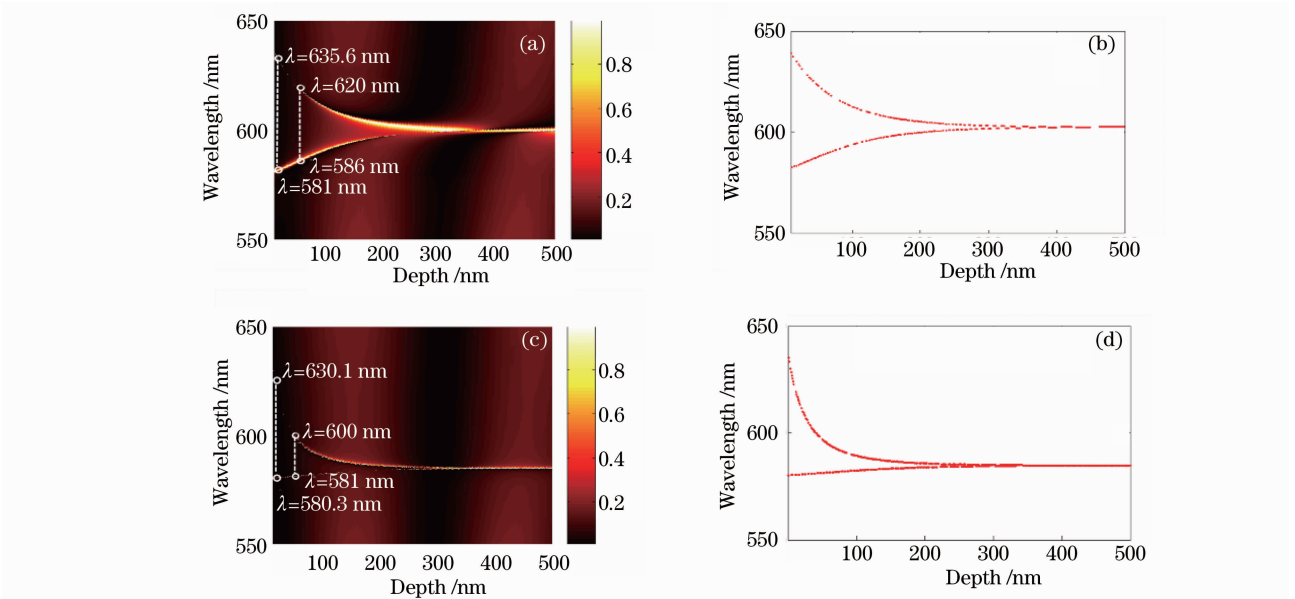 (a)
650
600
550
Wavelength /nm
λ=635.6 nm
λ=620 nm
λ=586 nm
λ=581 nm
100 200 300 400 500
Depth /nm
0.8
0.6
0.4
0.2
(b)
650
600
550
Wavelength /nm
100 200 300 400 500
Depth /nm
(c)
650
600
550
Wavelength /nm
λ=630.1 nm
λ=600 nm
λ=581 nm
λ=580.3 nm
100 200 300 400 500
Depth /nm
0.8
0.6
0.4
0.2
(d)
650
600
550
Wavelength /nm
100 200 300 400 500
Depth /nm